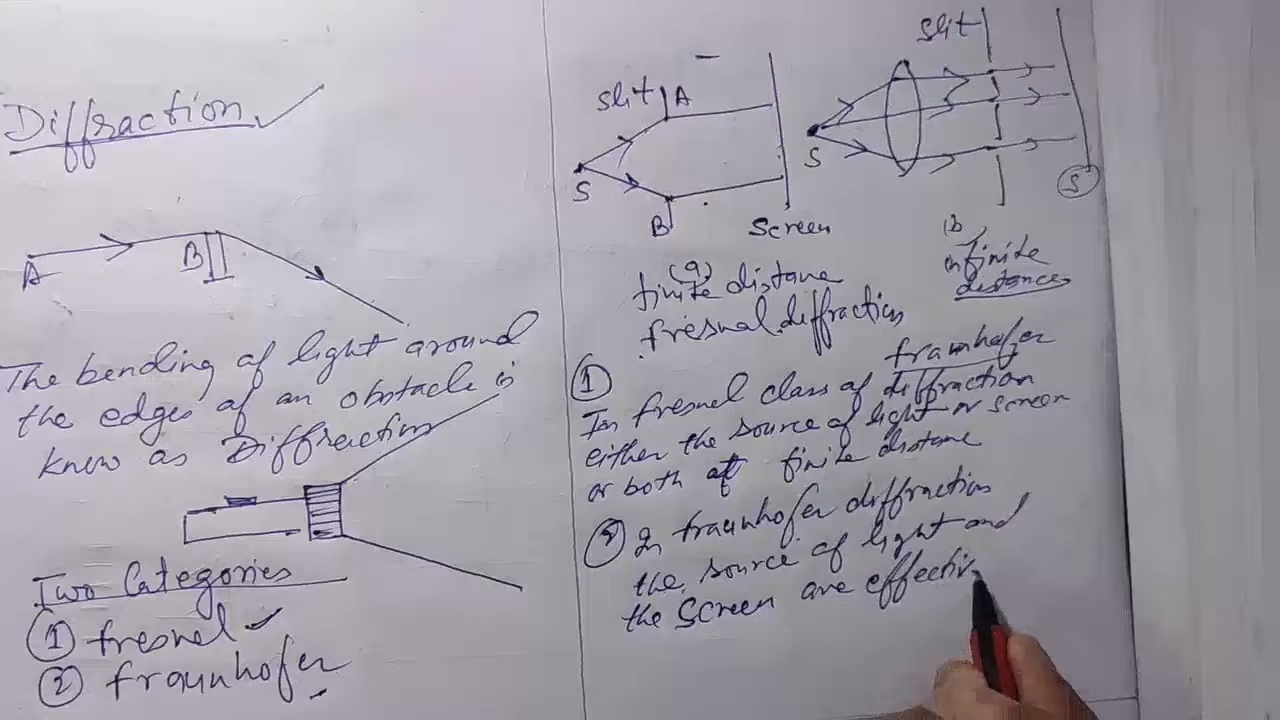 Diffraction
A
B
The bending of light around
the edges of an obstacle is
know as Diffraction
Two Categories
① fresnel
② fraunhofer
slit A
S
B
Screen
(a)
finite distane
fresnal diffraction
slit
S
S
(b)
infinite
distances
fraunhofer
①
In fresnel class of diffraction
either the source of light or screen
or both at finite distane
② In fraunhofer diffraction
the source of light and
the Screen are effectiv